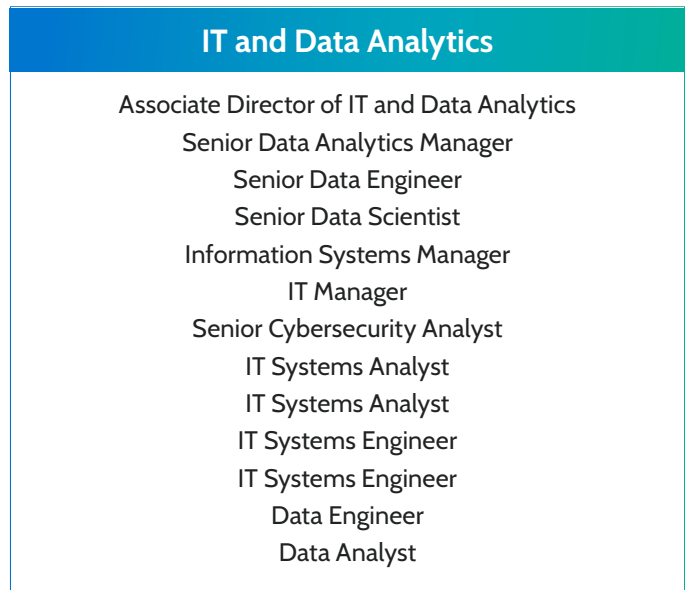 IT and Data Analytics
Associate Director of IT and Data Analytics
Senior Data Analytics Manager
Senior Data Engineer
Senior Data Scientist
Information Systems Manager
IT Manager
Senior Cybersecurity Analyst
IT Systems Analyst
IT Systems Analyst
IT Systems Engineer
IT Systems Engineer
Data Engineer
Data Analyst